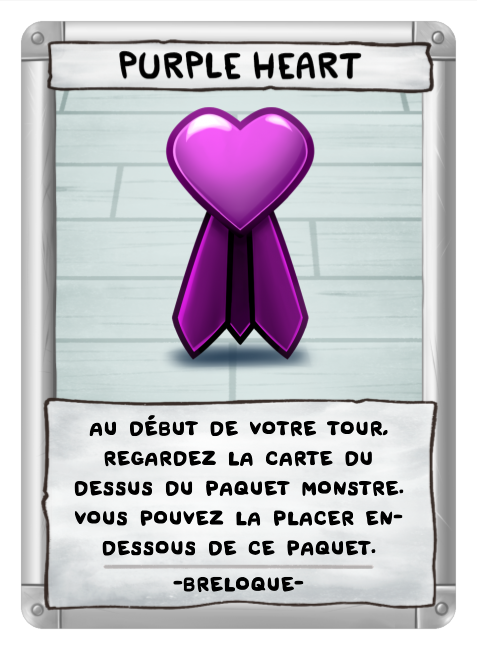 PURPLE HEART
AU DÉBUT DE VOTRE TOUR.
REGARDEZ LA CARTE DU
DESSUS DU PAQUET MONSTRE.
VOUS POUVEZ LA PLACER EN-
DESSOUS DE CE PAQUET.
-BRELOQUE-